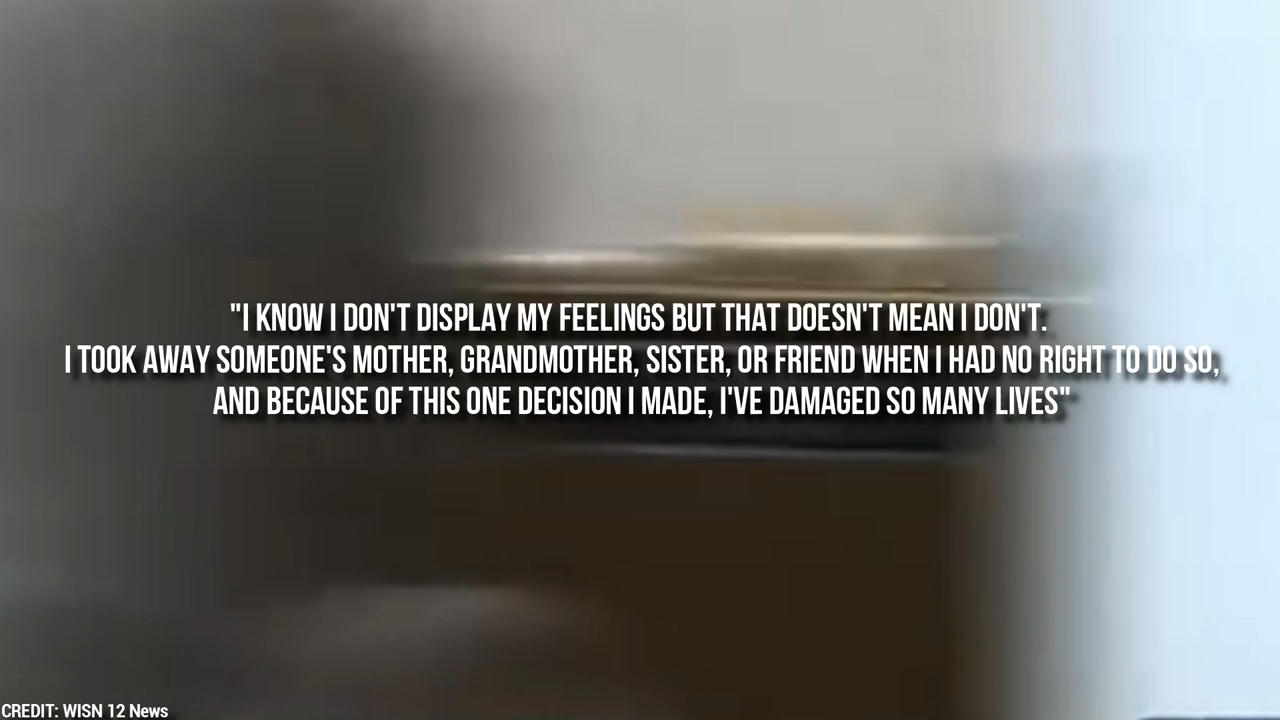 "I KNOW I DON'T DISPLAY MY FEELINGS BUT THAT DOESN'T MEAN I DON'T.
I TOOK AWAY SOMEONE'S MOTHER, GRANDMOTHER, SISTER, OR FRIEND WHEN I HAD NO RIGHT TO DO SO,
AND BECAUSE OF THIS ONE DECISION I MADE, I'VE DAMAGED SO MANY LIVES"
CREDIT: WISN 12 News